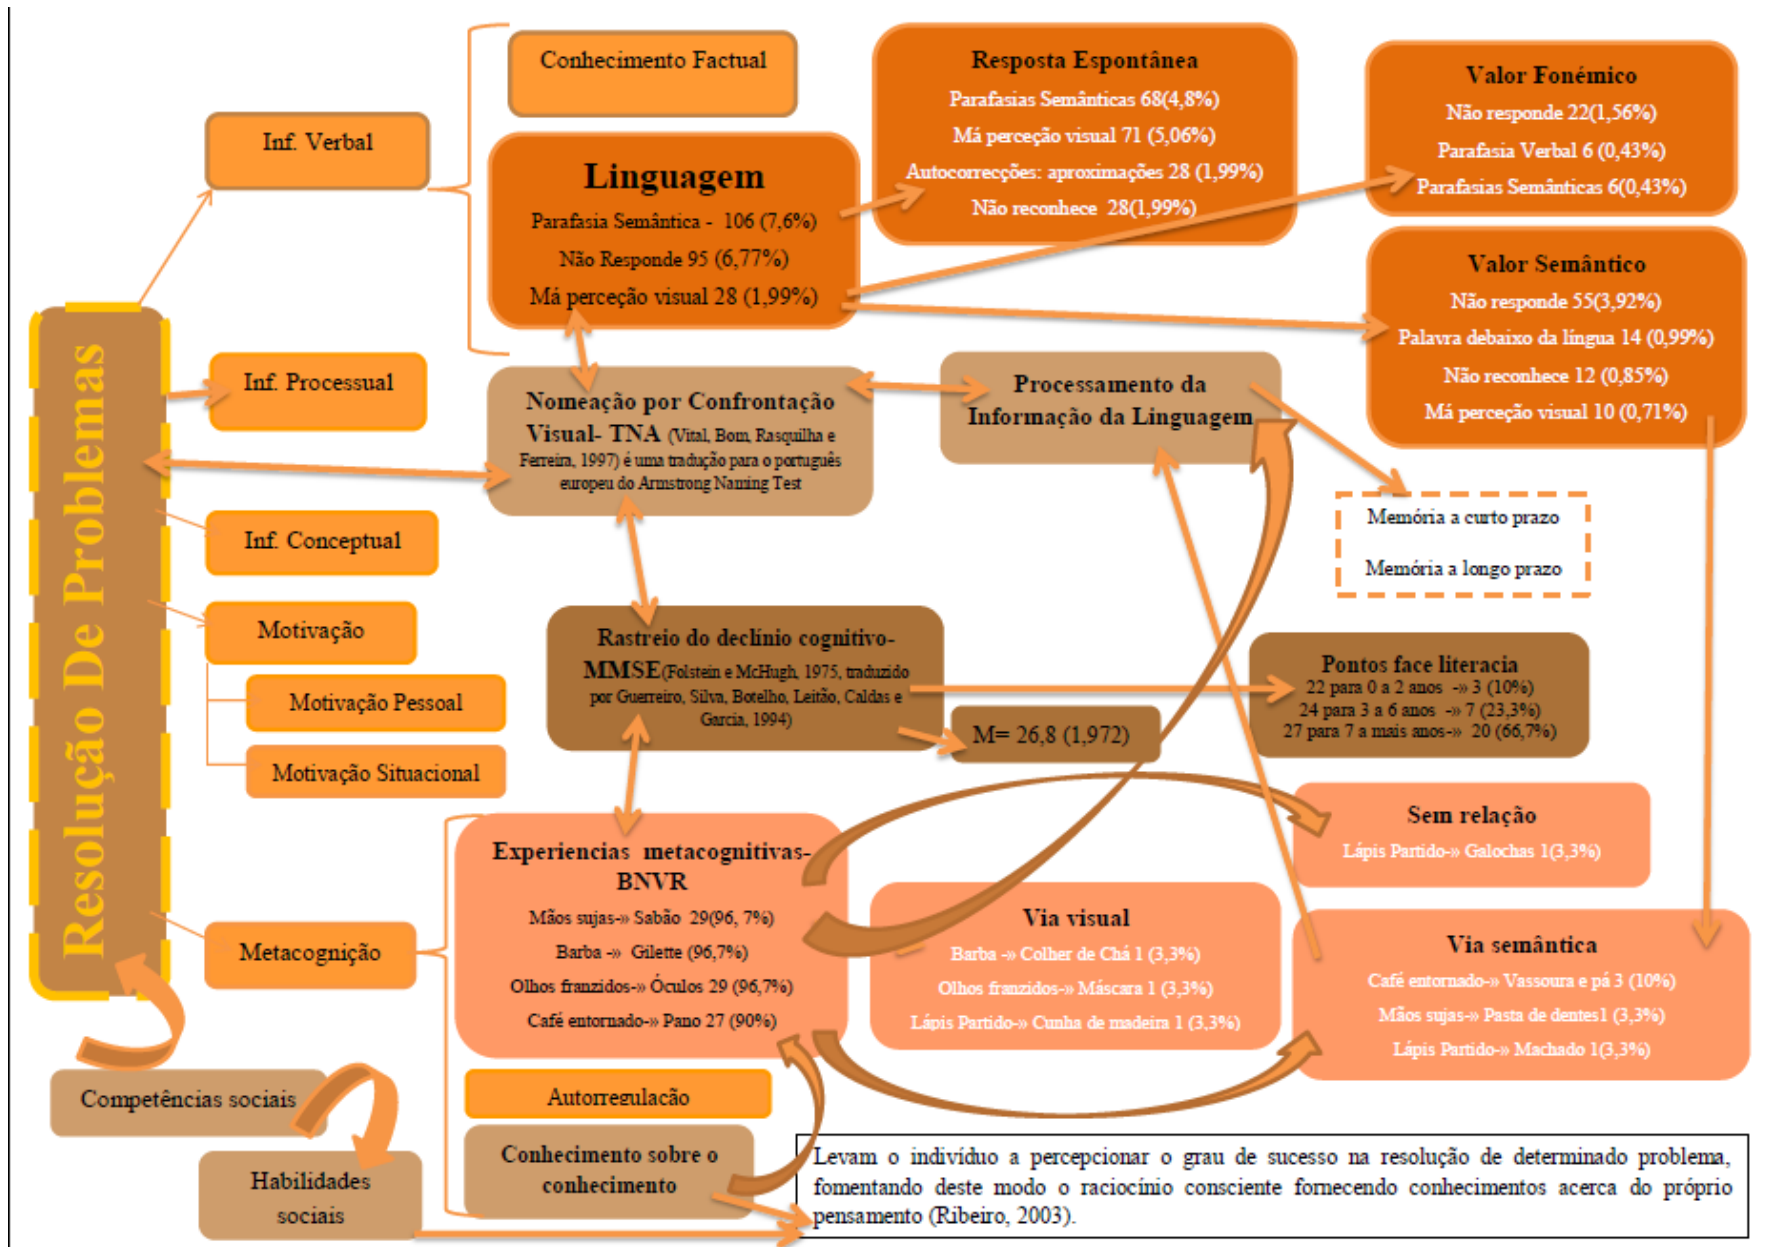 Resolução De Problemas
Inf. Verbal
Inf. Processual
Inf. Conceptual
Motivação
Motivação Pessoal
Motivação Situacional
Metacognição
Competências sociais
Habilidades
sociais
Conhecimento Factual
Linguagem
Parafasia Semântica - 106 (7,6%)
Não Responde 95 (6,77%)
Má perceção visual 28 (1,99%)
Resposta Espontânea
Parafasias Semânticas 68(4,8%)
Má perceção visual 71 (5,06%)
Autocorrecções: aproximações 28 (1,99%)
Não reconhece 28(1,99%)
Valor Fonémico
Não responde 22(1,56%)
Parafasia Verbal 6 (0,43%)
Parafasias Semânticas 6(0,43%)
Valor Semântico
Não responde 55(3,92%)
Palavra debaixo da língua 14 (0,99%)
Não reconhece 12 (0,85%)
Má perceção visual 10 (0,71%)
Nomeação por Confrontação
Visual- TNA (Vital, Bom, Rasquilha e
Ferreira, 1997) é uma tradução para o português
europeu do Armstrong Naming Test
Processamento da
Informação da Linguagem
Memória a curto prazo
Memória a longo prazo
Rastreio do declínio cognitivo-
MMSE(Folstein e McHugh, 1975, traduzido
por Guerreiro, Silva, Botelho, Leitão, Caldas e
Garcia, 1994)
M= 26,8 (1,972)
Pontos face literacia
22 para 0 a 2 anos -» 3 (10%)
24 para 3 a 6 anos -» 7 (23,3%)
27 para 7 a mais anos-» 20 (66,7%)
Experiencias metacognitivas-
BNVR
Mãos sujas-» Sabão 29(96, 7%)
Barba -» Gilette (96,7%)
Olhos franzidos-» Óculos 29 (96,7%)
Café entornado-» Pano 27 (90%)
Sem relação
Lápis Partido-» Galochas 1(3,3%)
Via visual
Barba -» Colher de Chá 1 (3,3%)
Olhos franzidos-» Máscara 1 (3,3%)
Lápis Partido-» Cunha de madeira 1 (3,3%)
Via semântica
Café entornado-» Vassoura e pá 3 (10%)
Mãos sujas-» Pasta de dentes1 (3,3%)
Lápis Partido-» Machado 1(3,3%)
Autorregulacão
Conhecimento sobre o
conhecimento
Levam o indivíduo a percepcionar o grau de sucesso na resolução de determinado problema,
fomentando deste modo o raciocínio consciente fornecendo conhecimentos acerca do próprio
pensamento (Ribeiro, 2003).